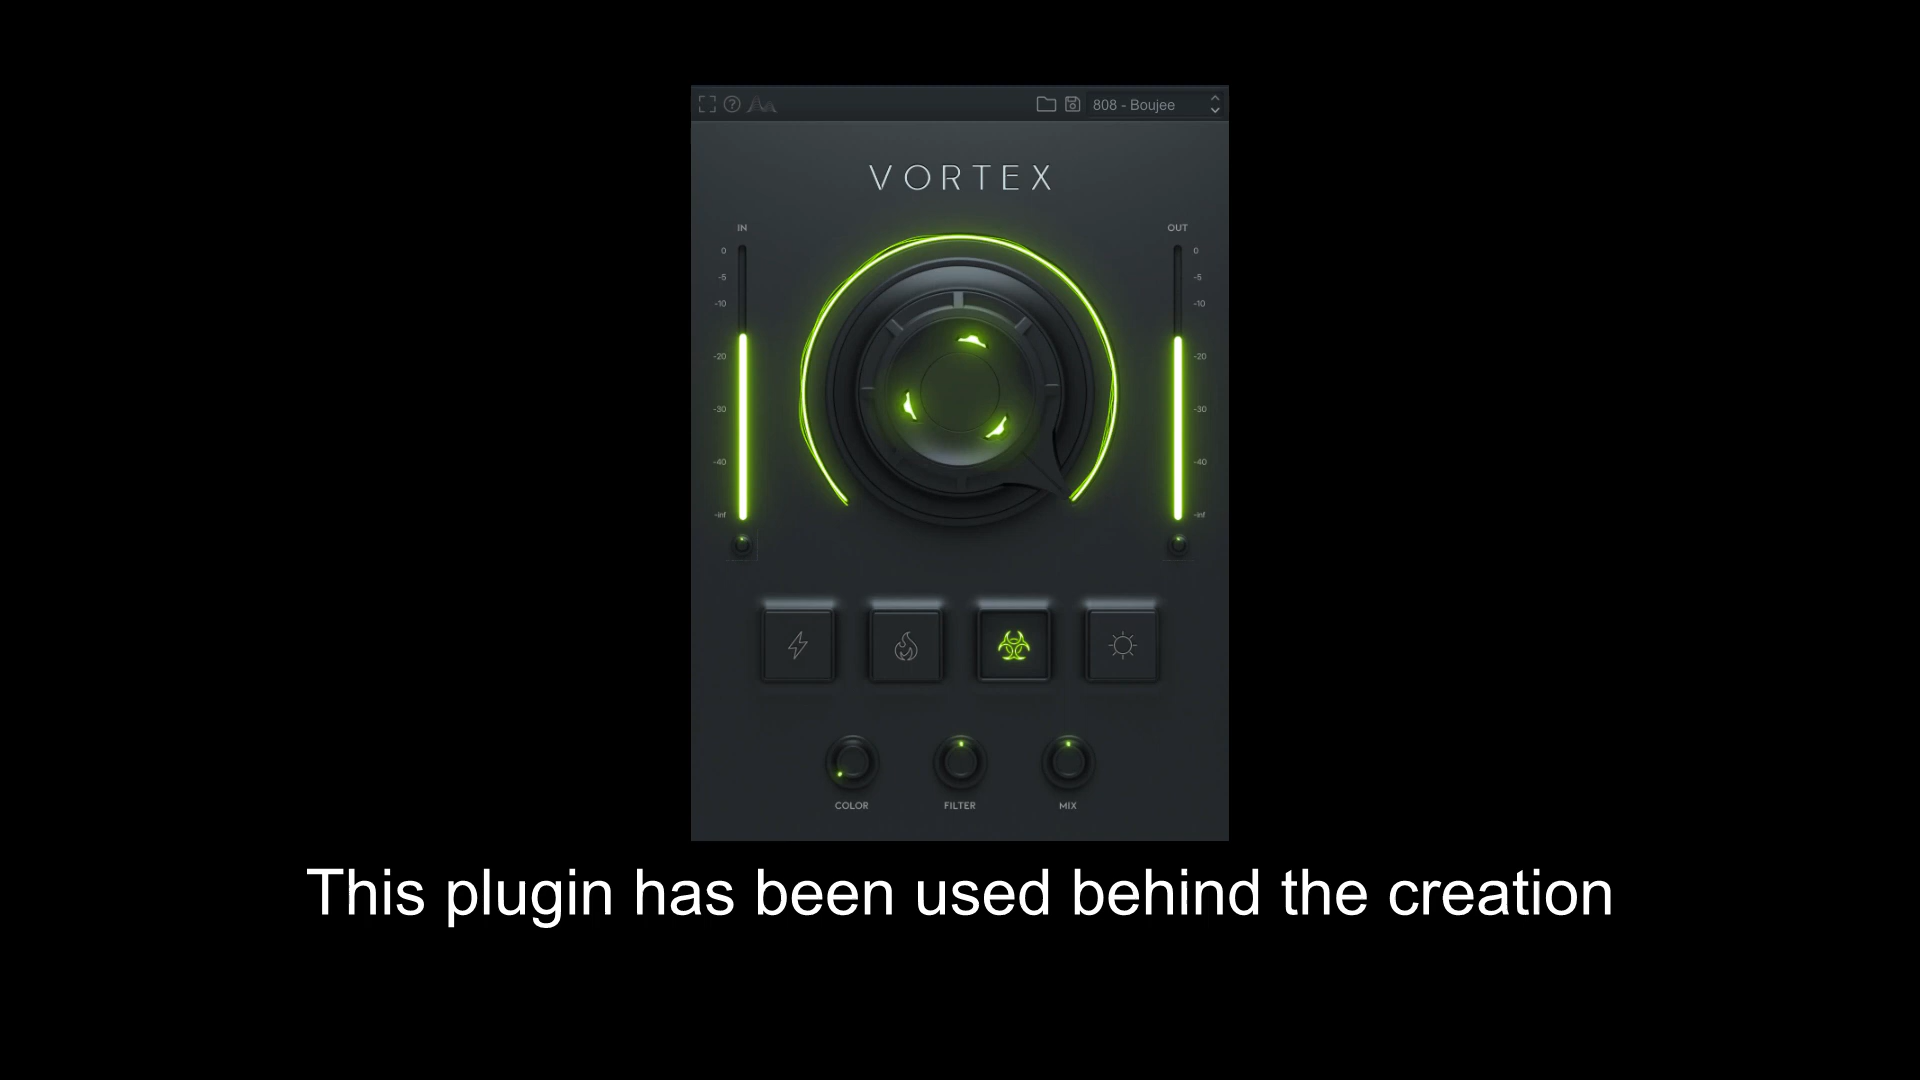 808 - Boujee
VORTEX
IN
OUT
0
0
-5
-5
-10
-10
-20
-20
-30
-30
-40
-40
-inf
-inf
COLOR
FILTER
MIX
This plugin has been used behind the creation